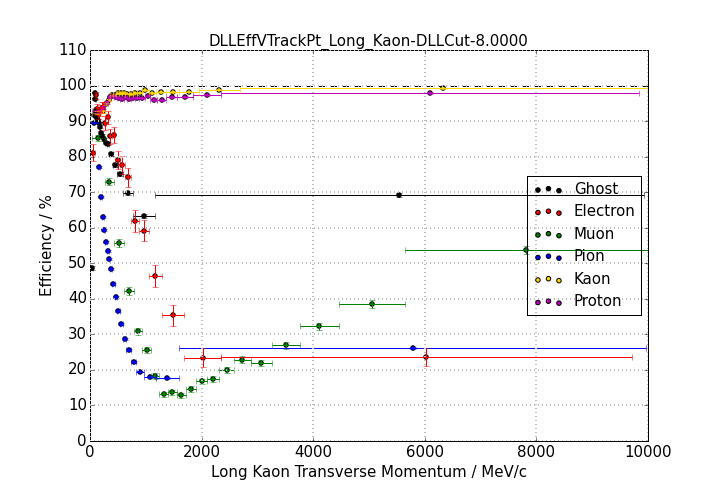 DLLEffVTrackPt_Long_Kaon-DLLCut-8.0000
110
100
90
80
70
60
50
40
30
20
10
0
Efficiency / %
Ghost
Electron
Muon
Pion
Kaon
Proton
0 2000 4000 6000 8000 10000
Long Kaon Transverse Momentum / MeV/c